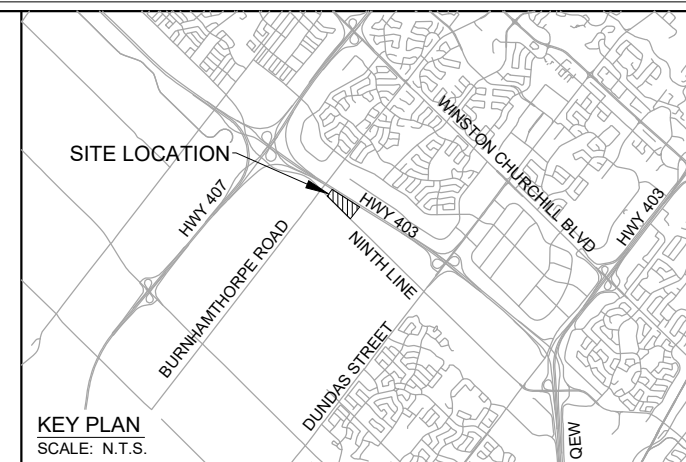 WINSTON CHURCHILL BLVD
SITE LOCATION
HWY 407
HWY 403
HWY 403
BURNHAMTHORPE ROAD
NINTH LINE
DUNDAS STREET
QEW
KEY PLAN
SCALE: N.T.S.